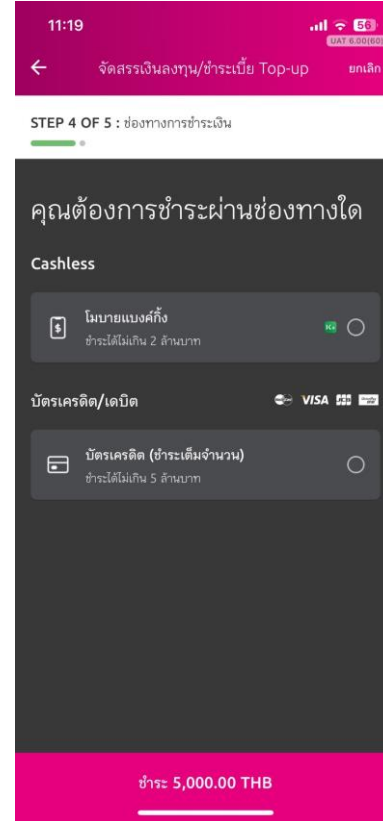 11:19
56
UAT 6.00(60)
จัดสรรเงินลงทุน/ชำระเบี้ย Top-up
ยกเลิก
STEP 4 OF 5 : ช่องทางการชำระเงิน
คุณต้องการชำระผ่านช่องทางใด
Cashless
โมบายแบงค์กิ้ง
K+
ชำระได้ไม่เกิน 2 ล้านบาท
บัตรเครดิต/เดบิต
VISA
JCB
บัตรเครดิต (ชำระเต็มจำนวน)
ชำระได้ไม่เกิน 5 ล้านบาท
ชำระ 5,000.00 THB